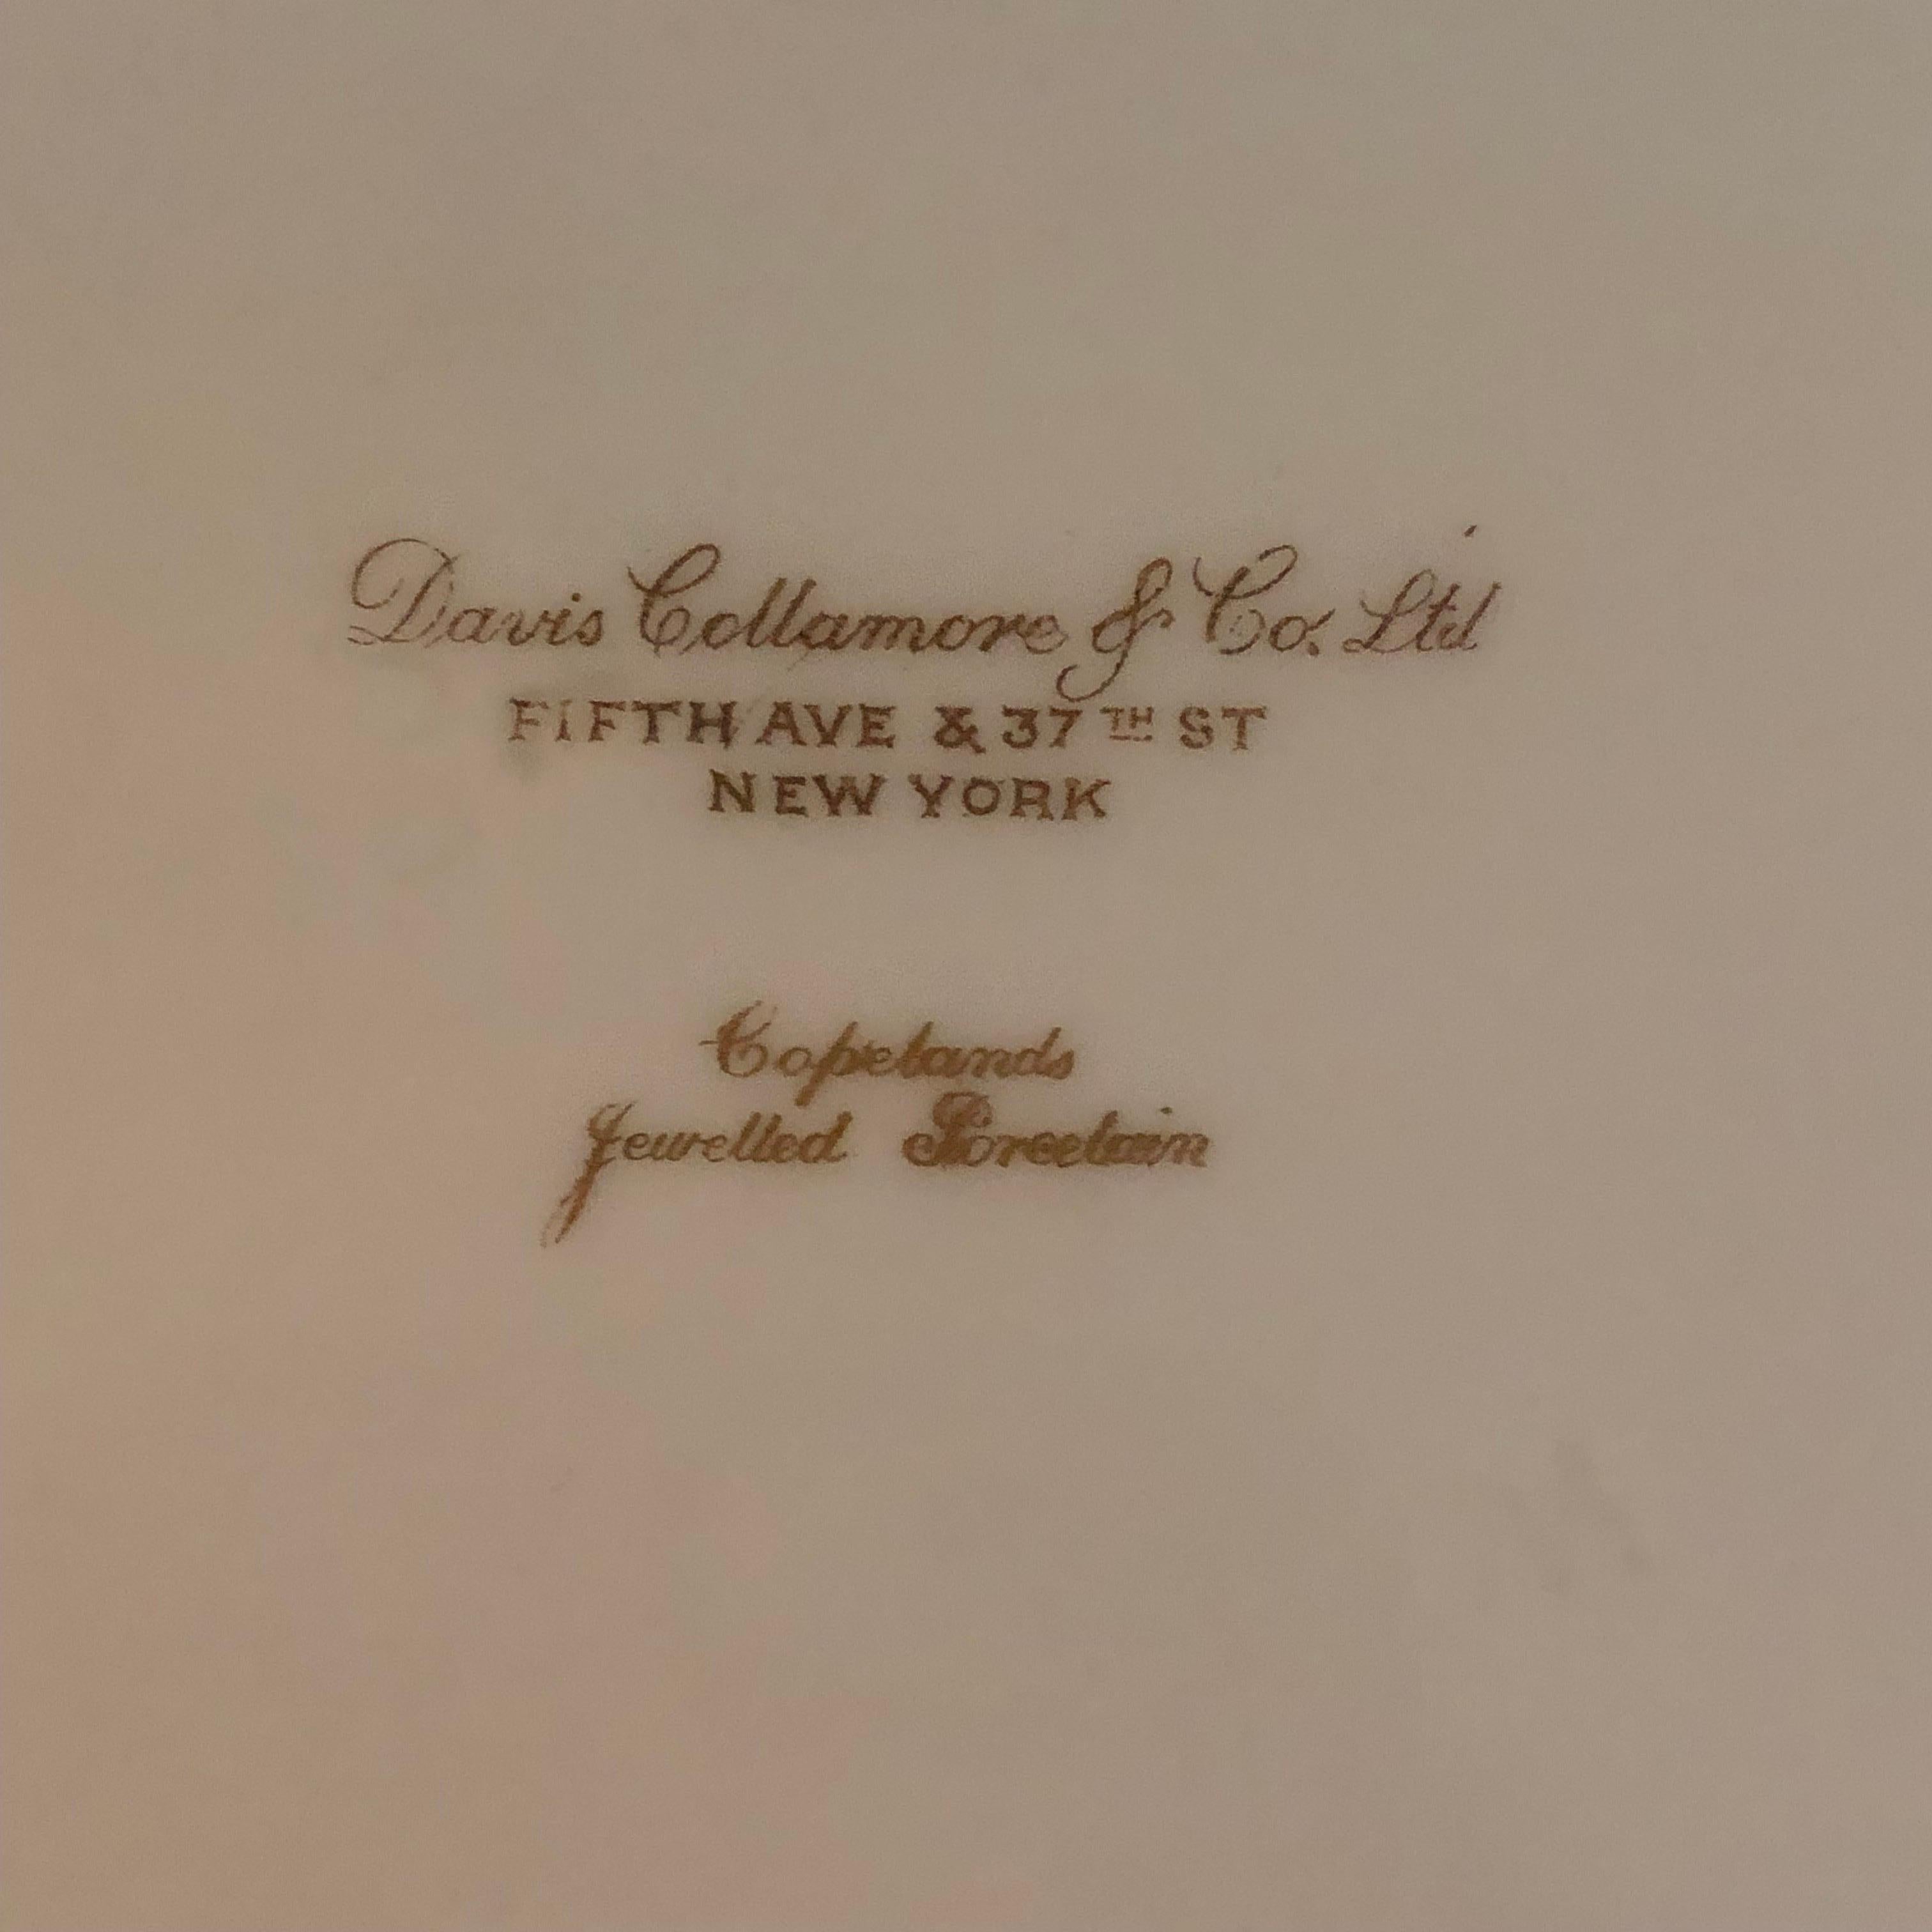 Davis Collamore & Co. Ltd
FIFTH AVE & 37TH ST
NEW YORK
Copelands
Jewelled Porcelain